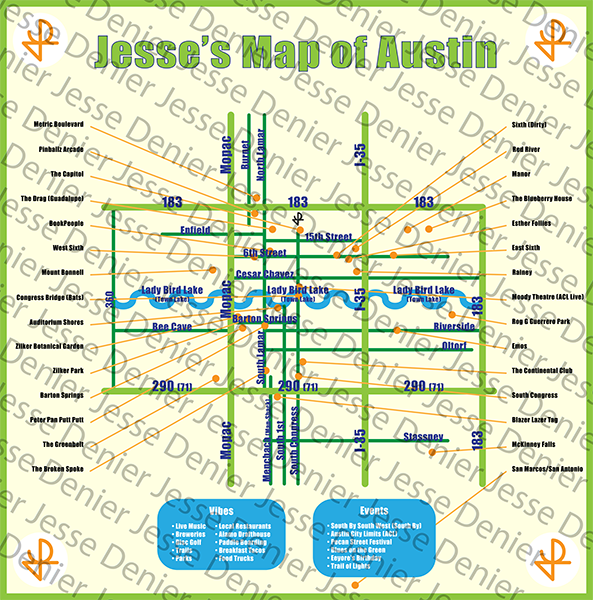 Jesse's Map of Austin
Metric Boulevard
Pinballz Arcade
The Capitol
The Drag (Guadalupe)
BookPeople
West Sixth
Mount Bonnell
Congress Bridge (Bats)
Auditorium Shores
Zilker Botanical Garden
Zilker Park
Barton Springs
Peter Pan Putt Putt
The Greenbelt
The Broken Spoke
Sixth (Dirty)
Red River
Manor
The Blueberry House
Esther Follies
East Sixth
Rainey
Moody Theatre (ACL Live)
Roy G Guerrero Park
Emos
The Continental Club
South Congress
Blazer Lazer Tag
McKinney Falls
San Marcos/San Antonio
Mopac
Burnet
North Lamar
I-35
183
183
183
Enfield
15th Street
6th Street
Cesar Chavez
360
Lady Bird Lake
(Town Lake)
Mopac
Lady Bird Lake
(Town Lake)
I-35
Lady Bird Lake
(Town Lake)
183
Barton Springs
Bee Cave
Riverside
Oltorf
South Lamar
290 (71)
290 (71)
290 (71)
Mopac
South 1st
South Congress
I-35
Stassney
183
Vibes
• Live Music
• Breweries
• Disc Golf
• Trails
• Parks
• Local Restaurants
• Alamo Drafthouse
• Paddle Boarding
• Breakfast Tacos
• Food Trucks
Events
• South By South West (South By)
• Austin City Limits (ACL)
• Pecan Street Festival
• Blues on the Green
• Eeyore's Birthday
• Trail of Lights
Jesse Denier